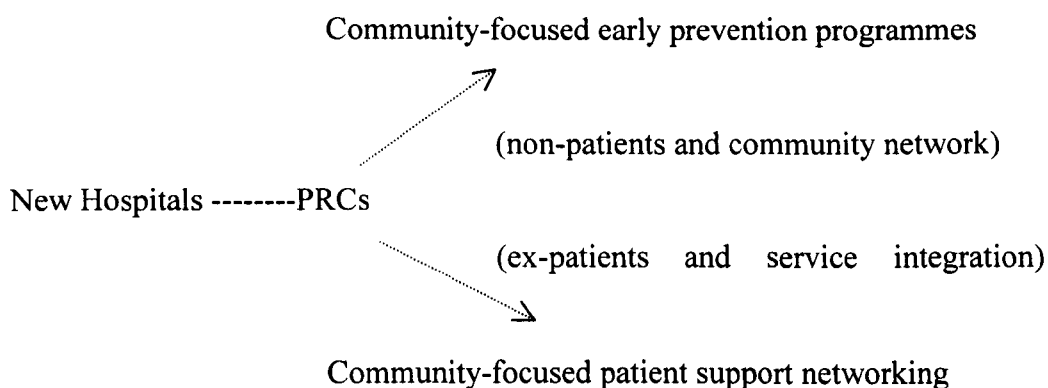 Community-focused early prevention programmes
(non-patients and community network)
New Hospitals --------PRCs
(ex-patients and service integration)
Community-focused patient support networking